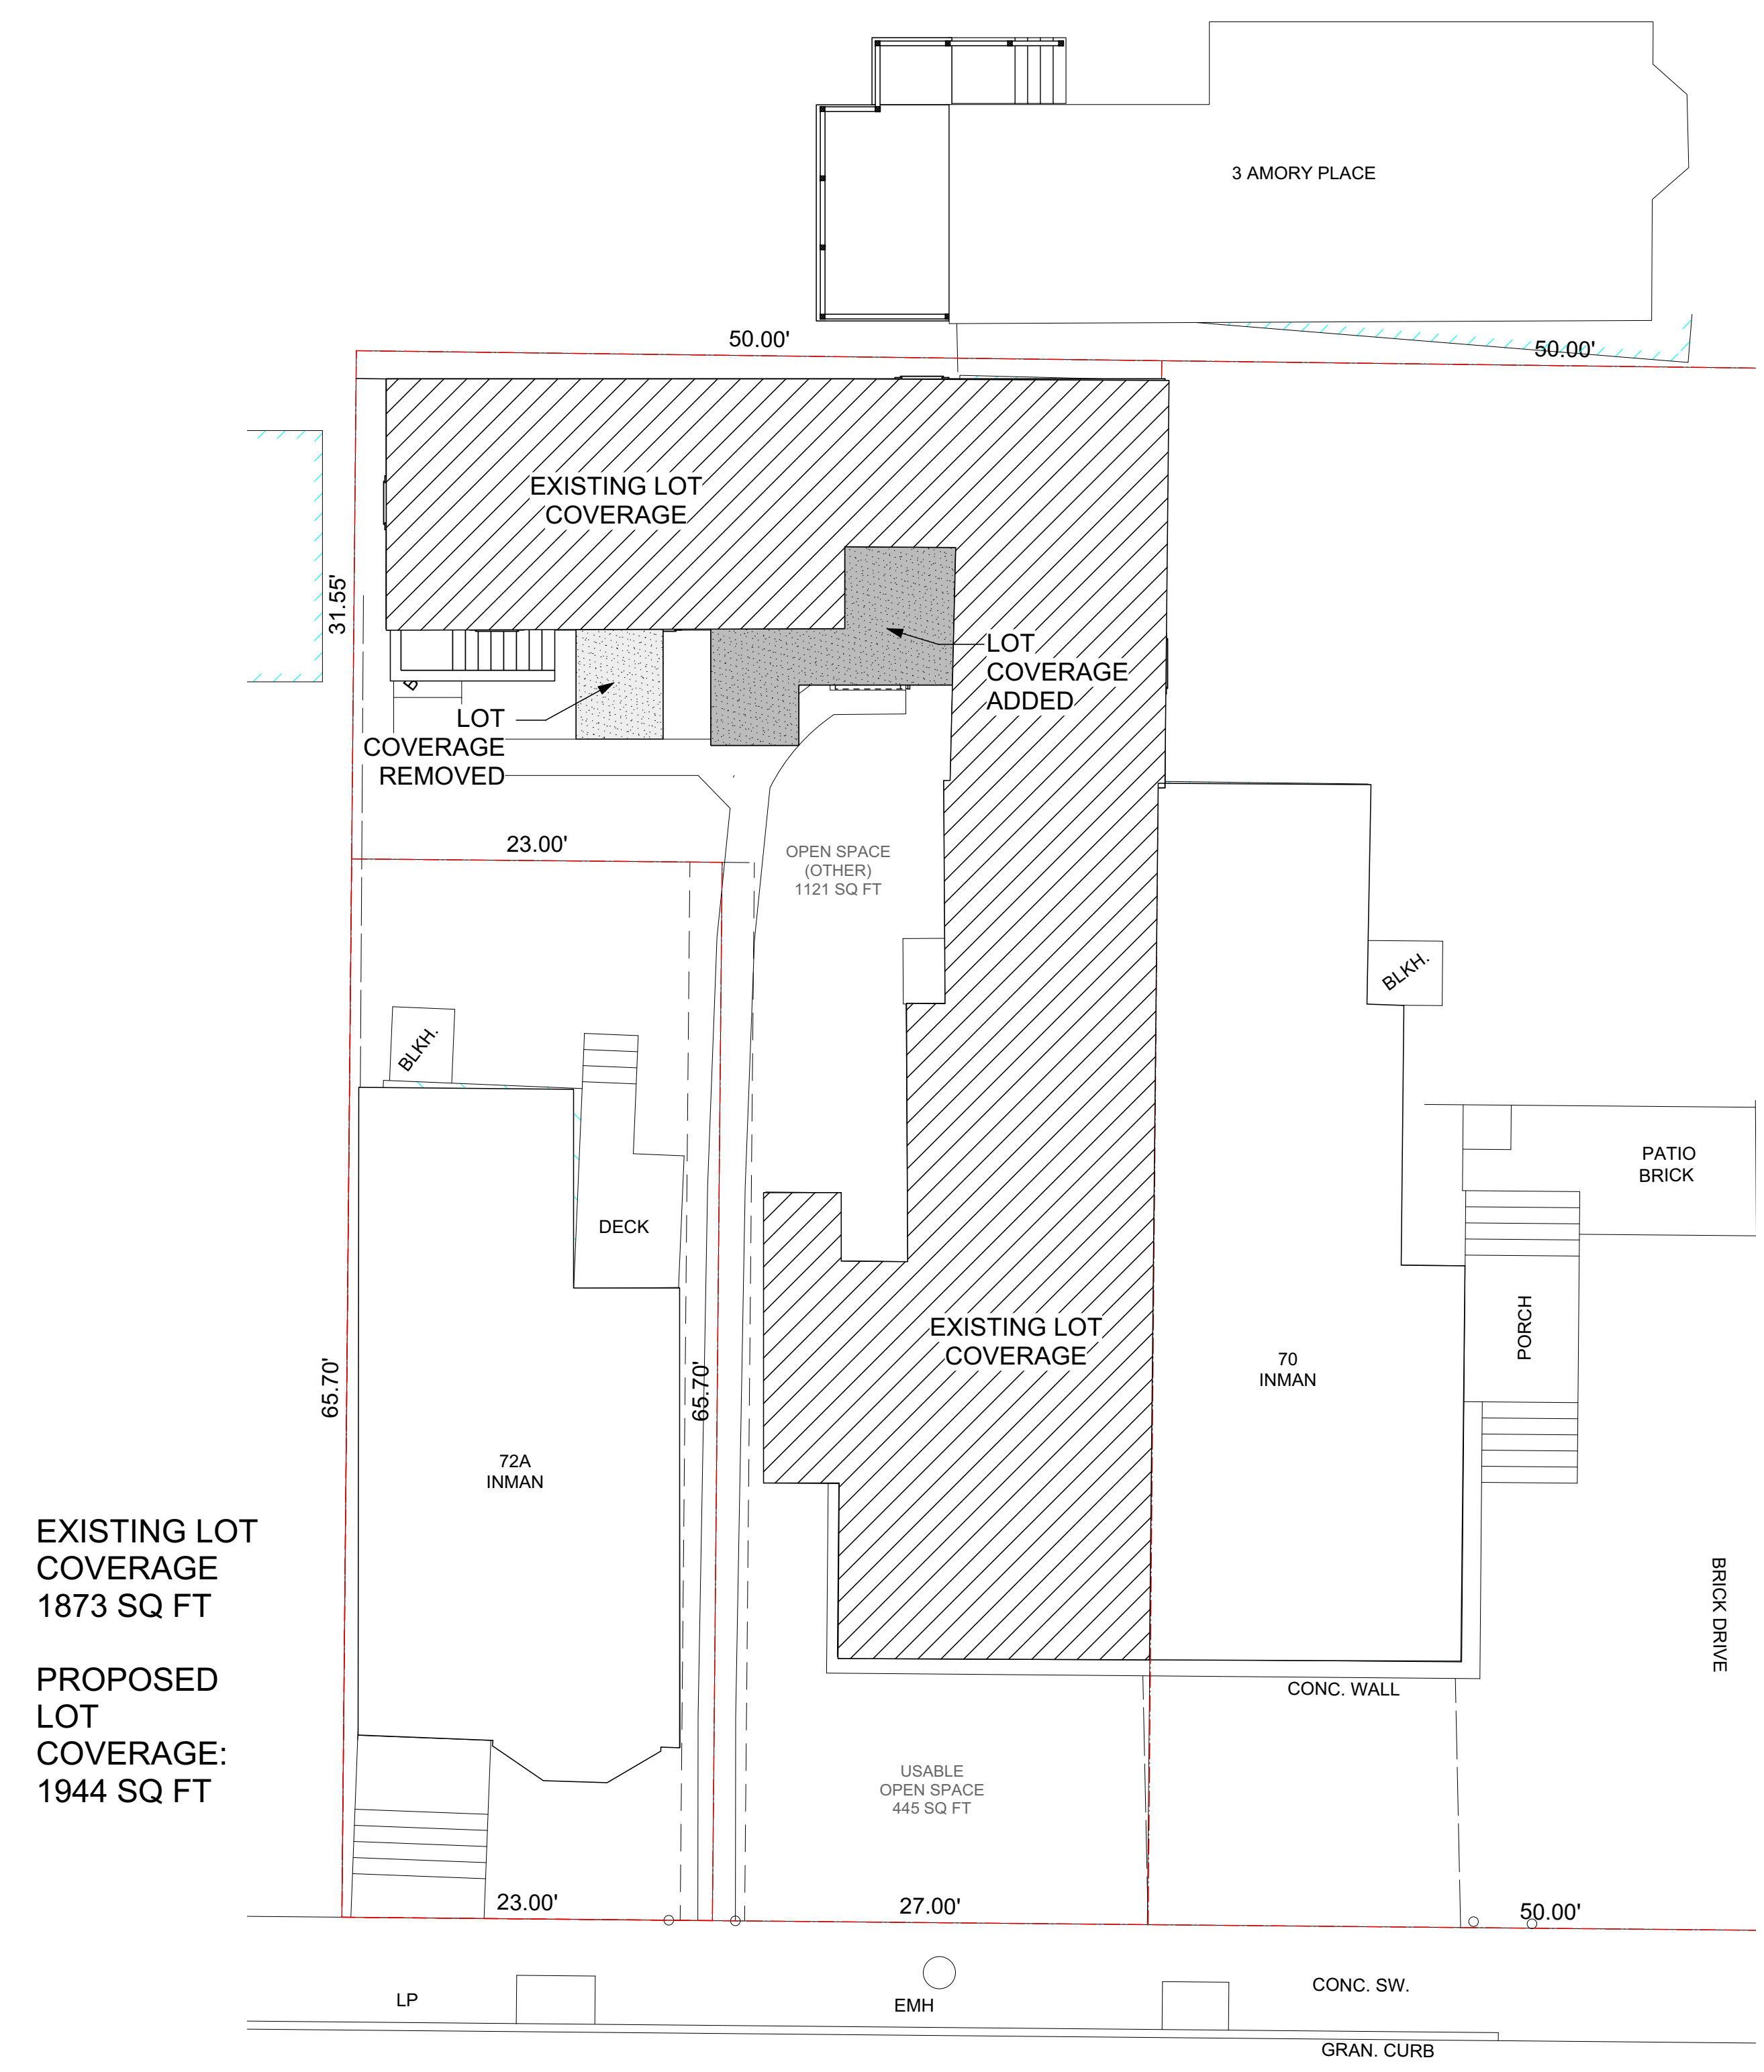 3 AMORY PLACE
50.00'
50.00'
EXISTING LOT
COVERAGE
31.55'
LOT
COVERAGE
ADDED
LOT
COVERAGE
REMOVED
23.00'
OPEN SPACE
(OTHER)
1121 SQ FT
BLKH.
BLKH.
PATIO
BRICK
DECK
PORCH
EXISTING LOT
COVERAGE
70
INMAN
65.70'
65.70'
72A
INMAN
EXISTING LOT
COVERAGE
1873 SQ FT
PROPOSED
LOT
COVERAGE:
1944 SQ FT
BRICK DRIVE
CONC. WALL
USABLE
OPEN SPACE
445 SQ FT
23.00'
27.00'
50.00'
CONC. SW.
LP
EMH
GRAN. CURB